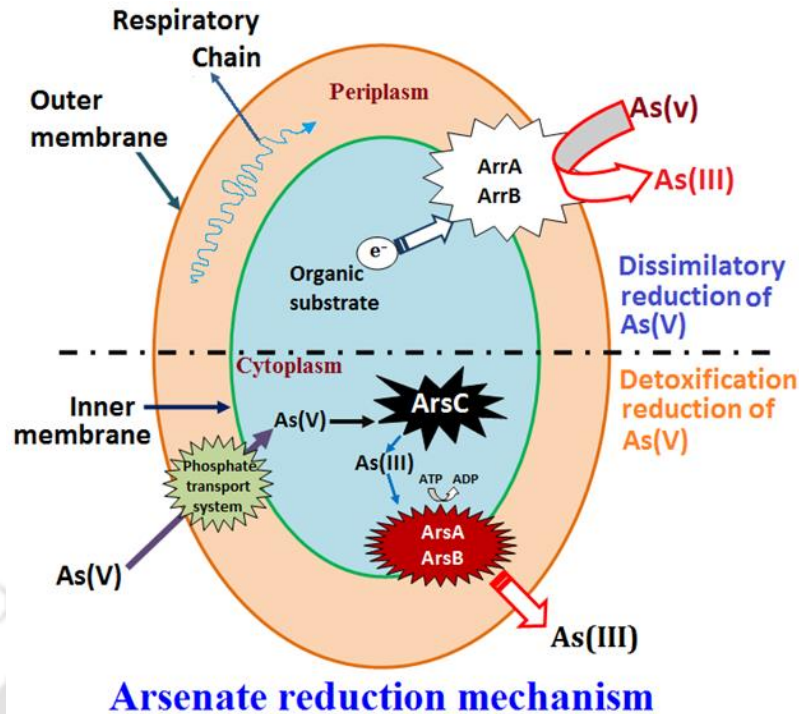 Respiratory
Chain
Outer
membrane
Periplasm
ArrA
ArrB
As(v)
As(III)
e-
Organic
substrate
Dissimilatory
reduction of
As(V)
Cytoplasm
Detoxification
reduction of
As(V)
Inner
membrane
As(V)
ArsC
As(III)
Phosphate
transport
system
ATP ADP
ArsA
ArsB
As(V)
As(III)
Arsenate reduction mechanism